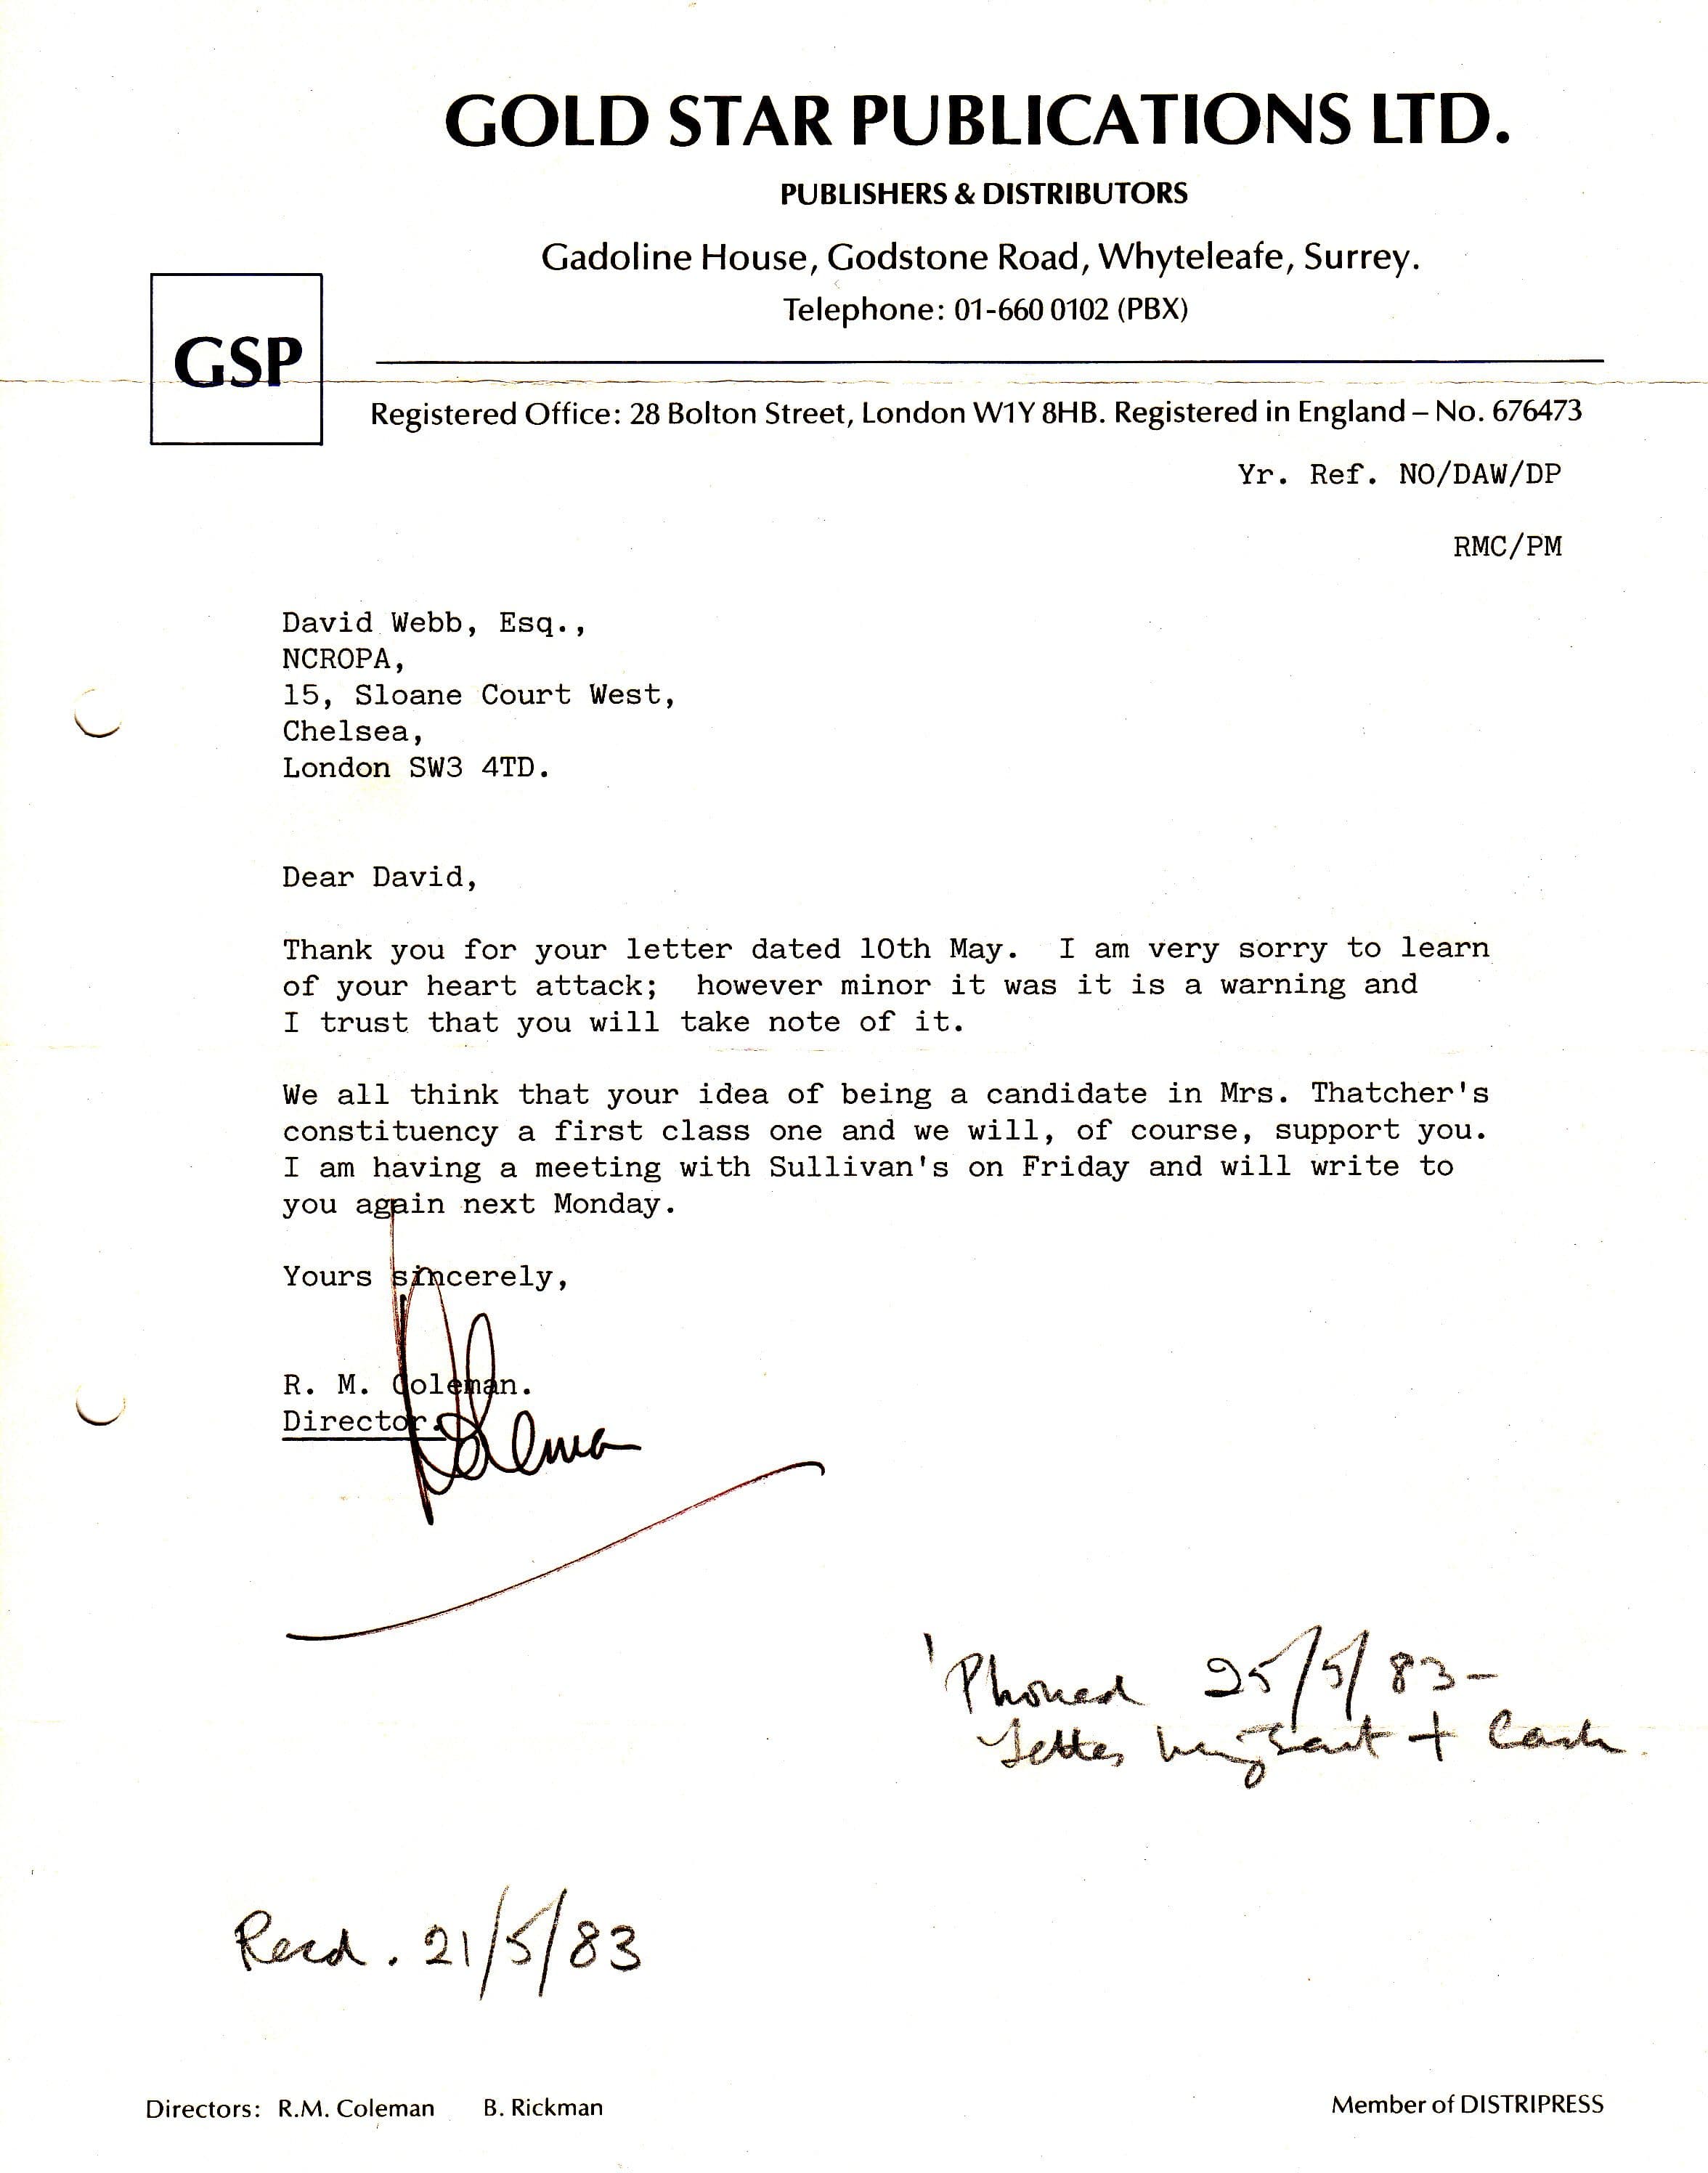 GOLD STAR PUBLICATIONS LTD.
PUBLISHERS & DISTRIBUTORS
Gadoline House, Godstone Road, Whyteleafe, Surrey.
Telephone: 01-660 0102 (PBX)
GSP
Registered Office: 28 Bolton Street, London W1Y 8HB. Registered in England – No. 676473
Yr. Ref. NO/DAW/DP
RMC/PM
David Webb, Esq.,
NCROPA,
15, Sloane Court West,
Chelsea,
London SW3 4TD.
Dear David,
Thank you for your letter dated 10th May. I am very sorry to learn
of your heart attack; however minor it was it is a warning and
I trust that you will take note of it.
We all think that your idea of being a candidate in Mrs. Thatcher's
constituency a first class one and we will, of course, support you.
I am having a meeting with Sullivan's on Friday and will write to
you again next Monday.
Yours sincerely,
R. M. Coleman.
Director.
'Phoned 25/5/83 –
Letter being sent + Cash.
Recd. 21/5/83
Directors: R.M. Coleman B. Rickman
Member of DISTRIPRESS